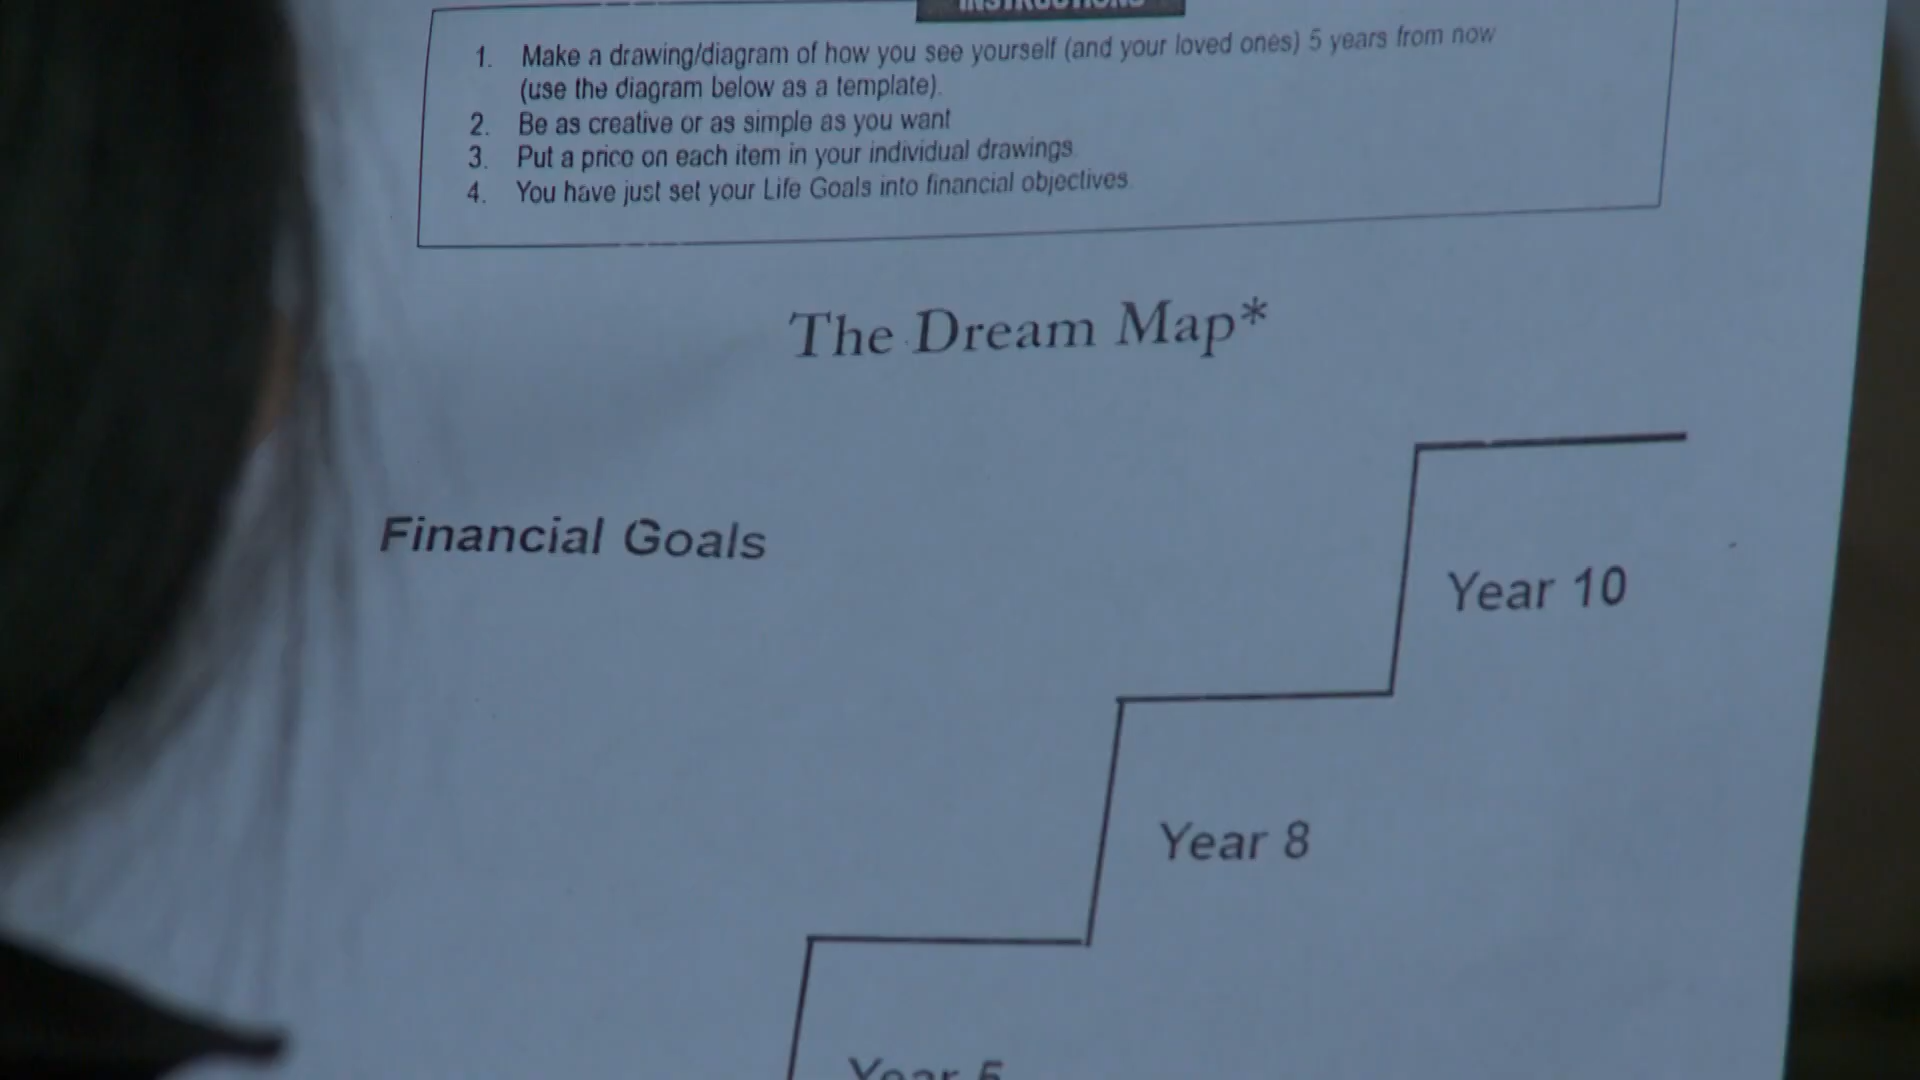 INSTRUCTIONS
1. Make a drawing/diagram of how you see yourself (and your loved ones) 5 years from now
(use the diagram below as a template).
2. Be as creative or as simple as you want
3. Put a price on each item in your individual drawings.
4. You have just set your Life Goals into financial objectives.
The Dream Map*
Financial Goals
Year 10
Year 8
Year 5